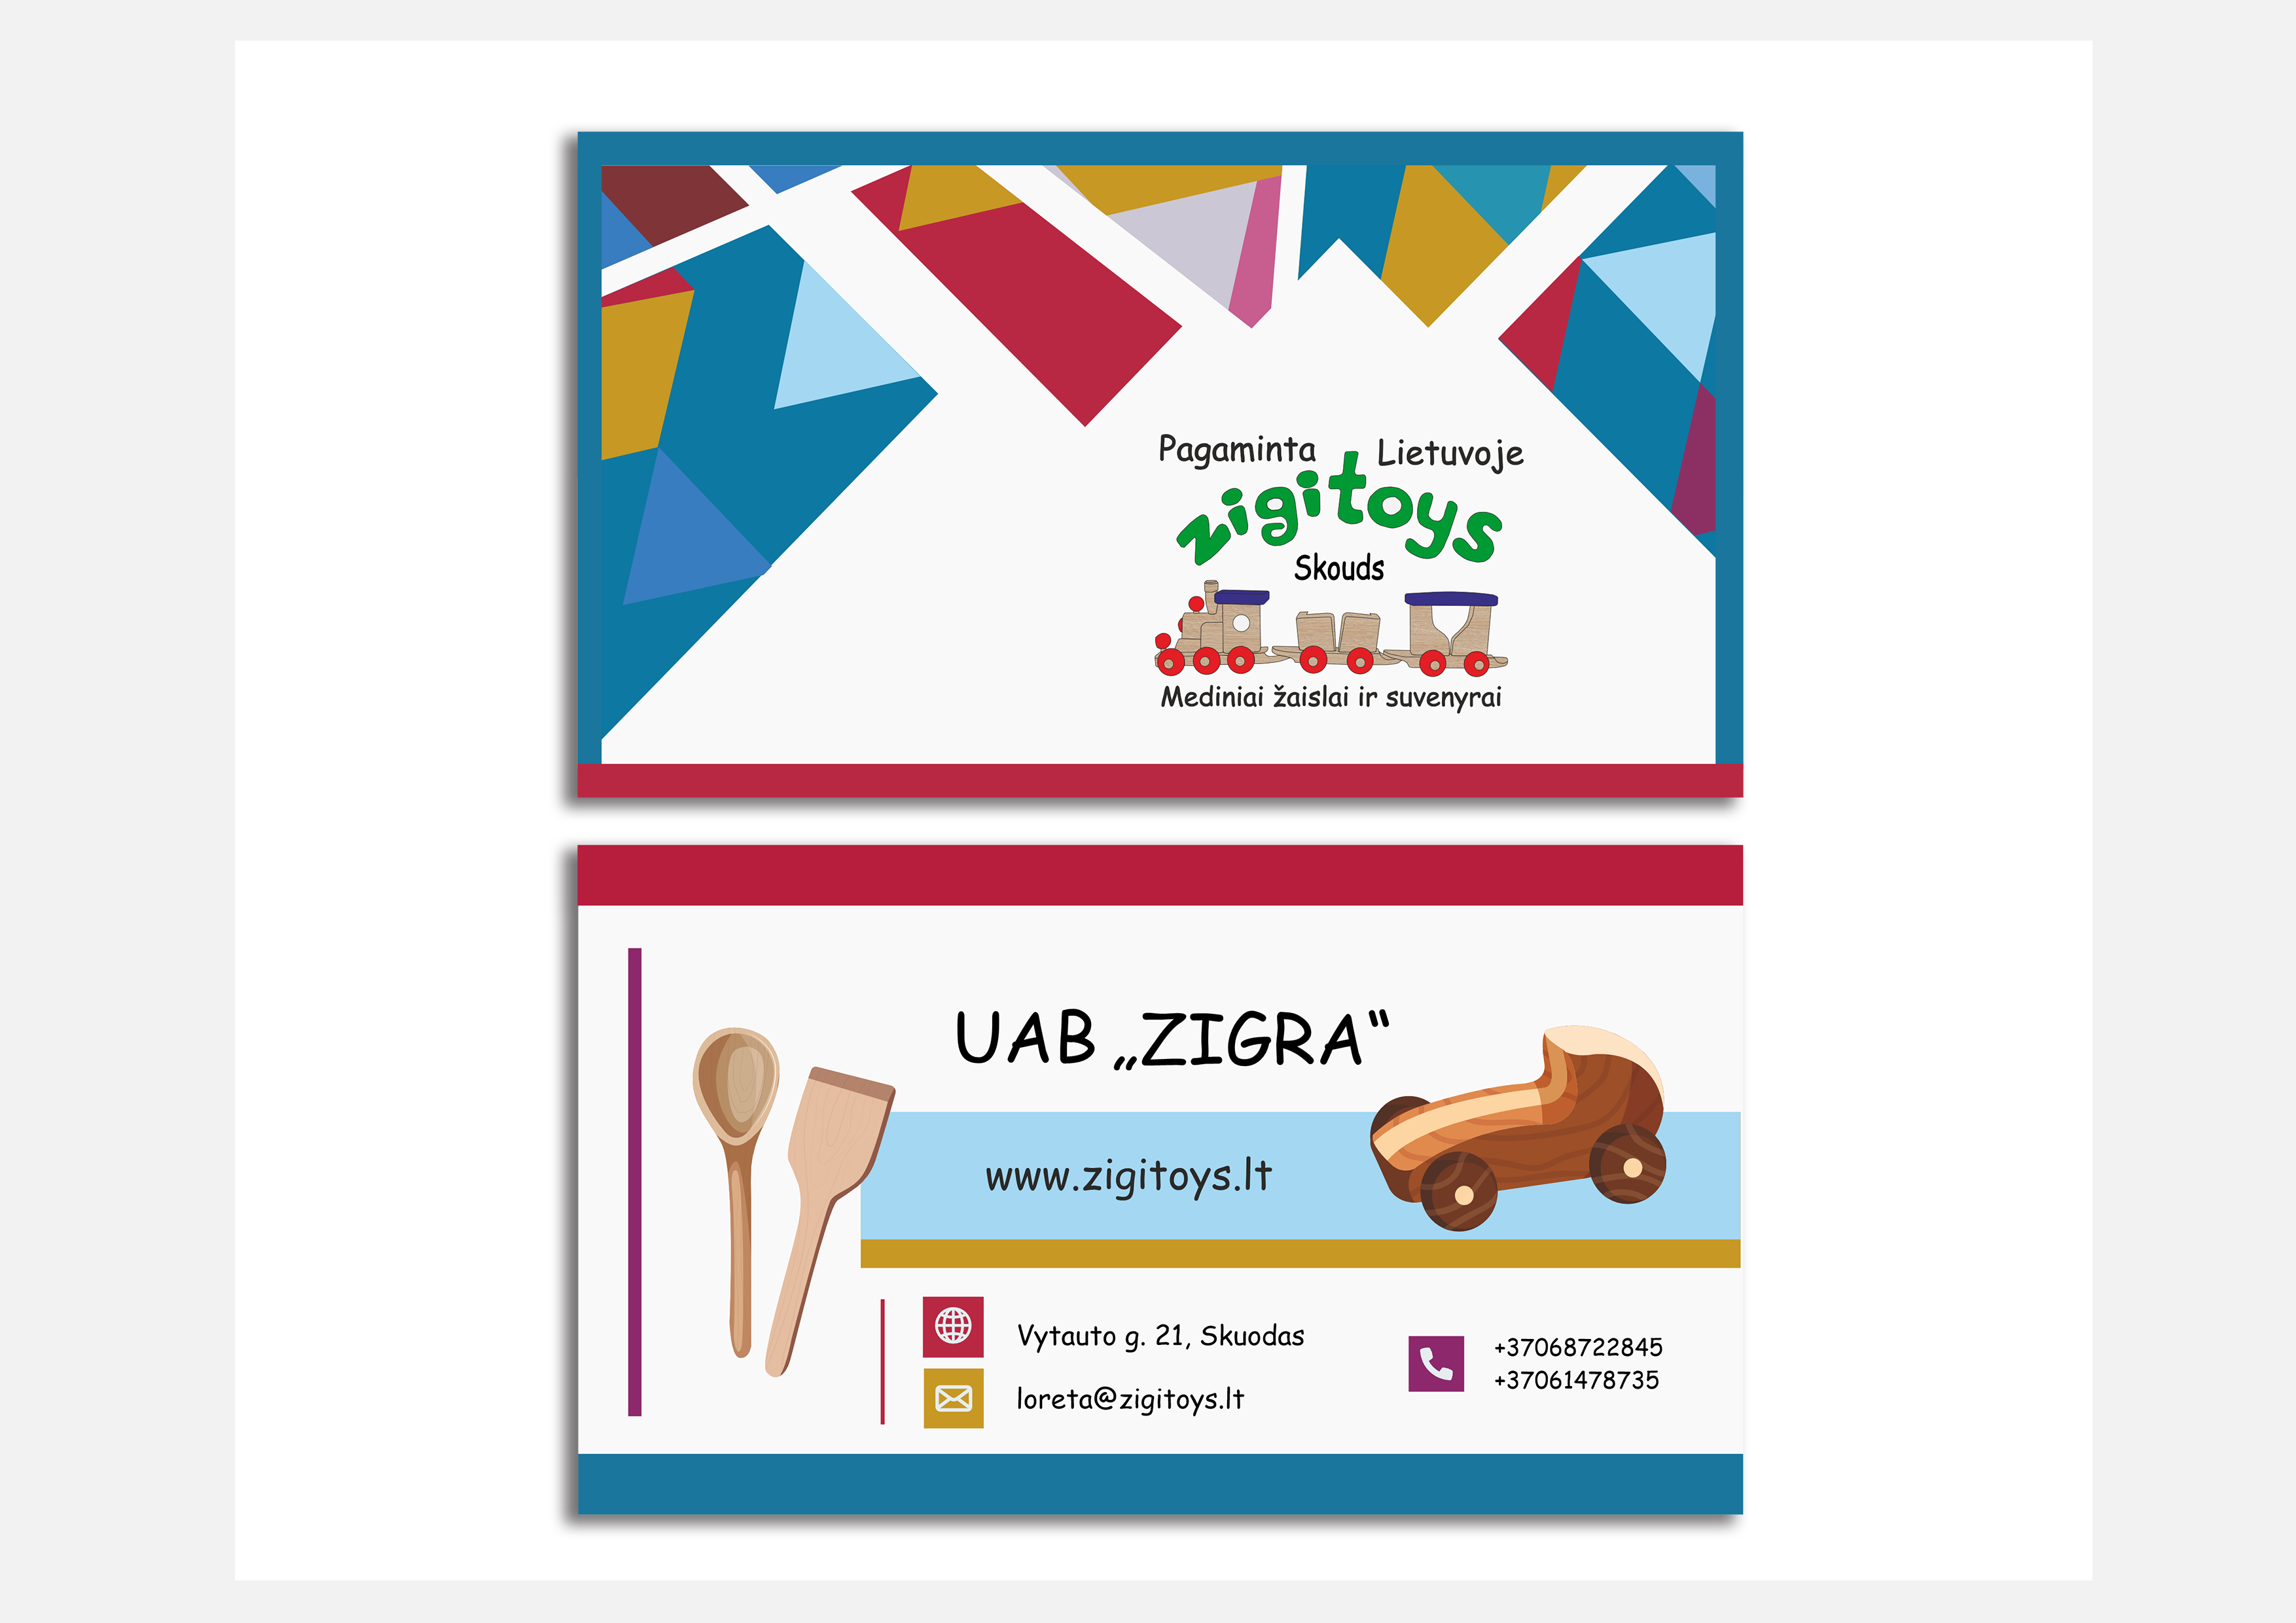 Pagaminta Lietuvoje
zigitoys
Skouds
Mediniai žaislai ir suvenyrai
UAB „ZIGRA“
www.zigitoys.lt
Vytauto g. 21, Skuodas
loreta@zigitoys.lt
+37068722845
+37061478735